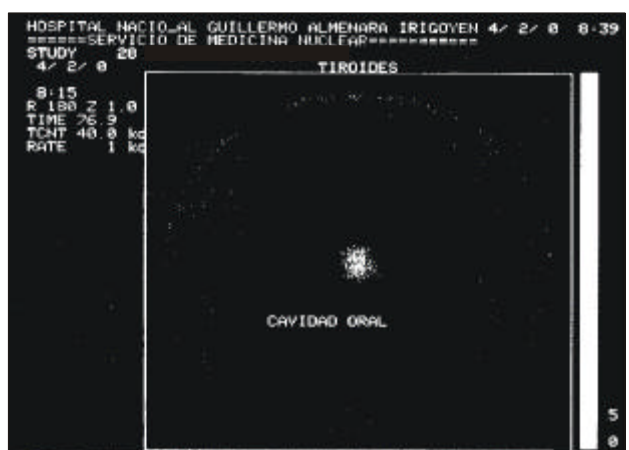 HOSPITAL NACIO_AL GUILLERMO ALMENARA IRIGOYEN 4/ 2/ 0 8:39
======SERVICIO DE MEDICINA NUCLEAR===========
STUDY 20
4/ 2/ 0
TIROIDES
8:15
R 180 Z 1.0
TIME 76.9
TCNT 40.0 kc
RATE 1 kc
CAVIDAD ORAL
5
0